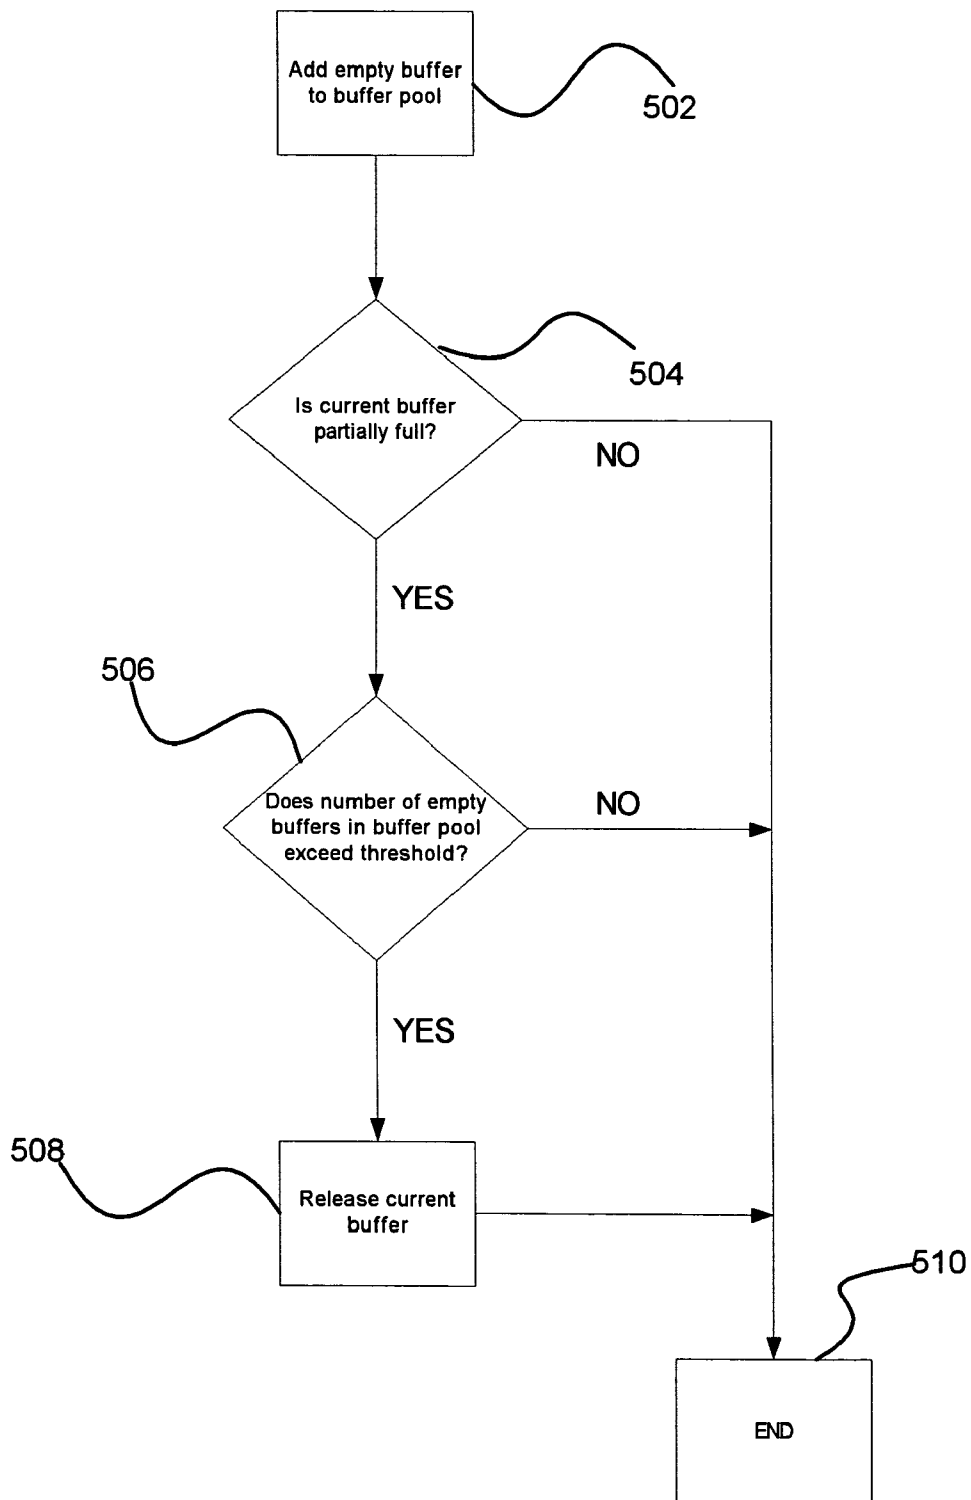 Add empty buffer
to buffer pool
502
504
Is current buffer
partially full?
NO
YES
506
Does number of empty
buffers in buffer pool
exceed threshold?
NO
YES
508
Release current
buffer
510
END